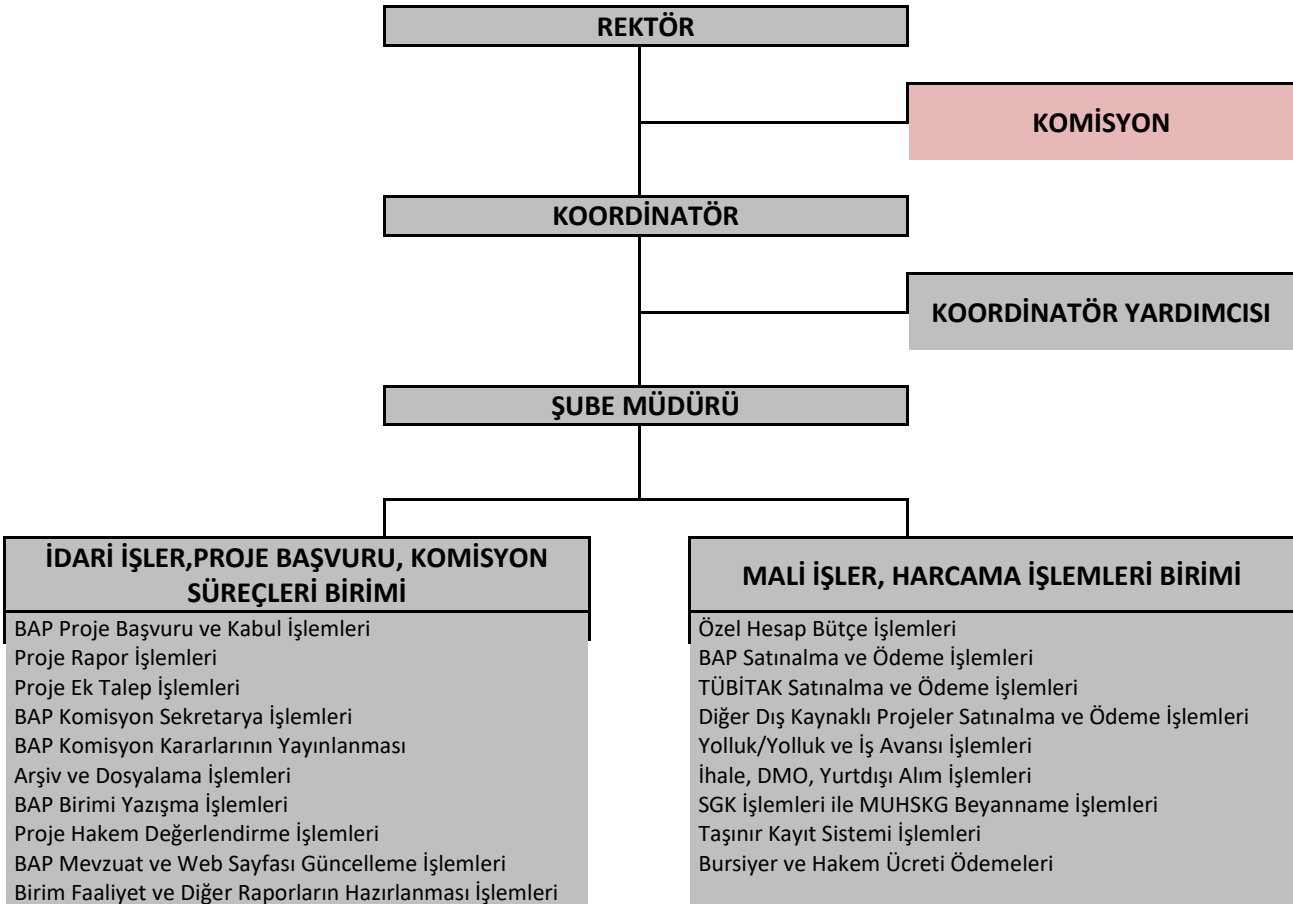 REKTÖR
KOMİSYON
KOORDİNATÖR
KOORDİNATÖR YARDIMCISI
ŞUBE MÜDÜRÜ
İDARİ İŞLER,PROJE BAŞVURU, KOMİSYON
SÜREÇLERİ BİRİMİ
BAP Proje Başvuru ve Kabul İşlemleri
Proje Rapor İşlemleri
Proje Ek Talep İşlemleri
BAP Komisyon Sekretarya İşlemleri
BAP Komisyon Kararlarının Yayınlanması
Arşiv ve Dosyalama İşlemleri
BAP Birimi Yazışma İşlemleri
Proje Hakem Değerlendirme İşlemleri
BAP Mevzuat ve Web Sayfası Güncelleme İşlemleri
Birim Faaliyet ve Diğer Raporların Hazırlanması İşlemleri
MALİ İŞLER, HARCAMA İŞLEMLERİ BİRİMİ
Özel Hesap Bütçe İşlemleri
BAP Satınalma ve Ödeme İşlemleri
TÜBİTAK Satınalma ve Ödeme İşlemleri
Diğer Dış Kaynaklı Projeler Satınalma ve Ödeme İşlemleri
Yolluk/Yolluk ve İş Avansı İşlemleri
İhale, DMO, Yurtdışı Alım İşlemleri
SGK İşlemleri ile MUHSKG Beyanname İşlemleri
Taşınır Kayıt Sistemi İşlemleri
Bursiyer ve Hakem Ücreti Ödemeleri